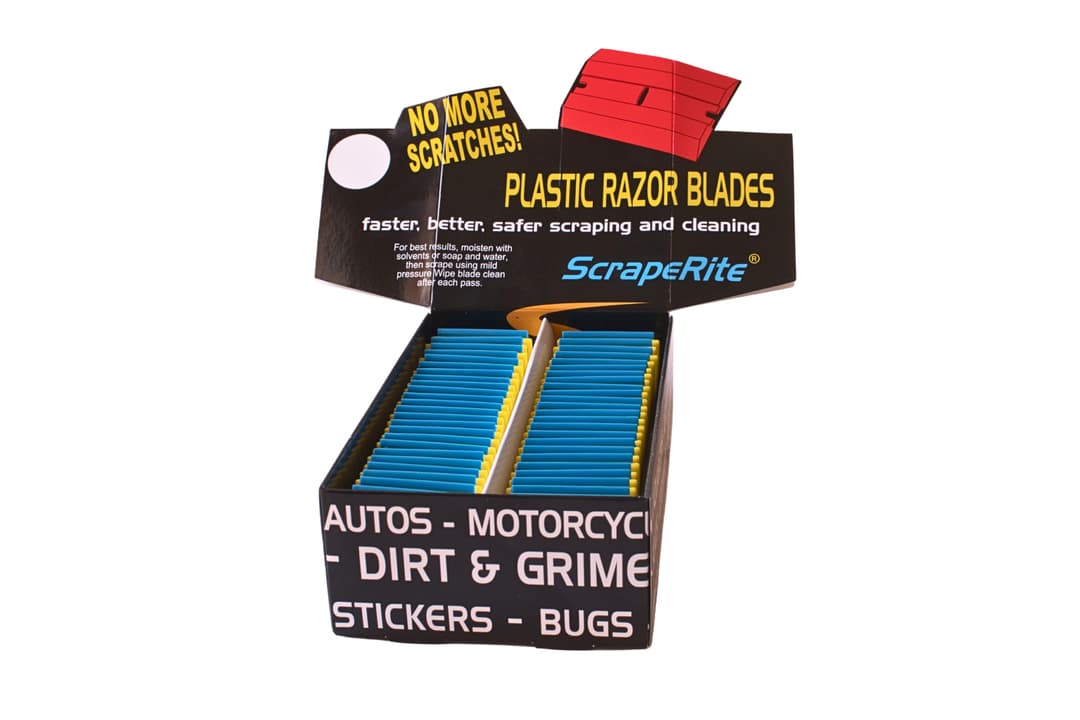 NO MORE
SCRATCHES!
PLASTIC RAZOR BLADES
faster, better, safer scraping and cleaning
For best results, moisten with
solvents or soap and water,
then scrape using mild
pressure Wipe blade clean
after each pass.
ScrapeRite®
AUTOS - MOTORCYCL
- DIRT & GRIME
STICKERS - BUGS